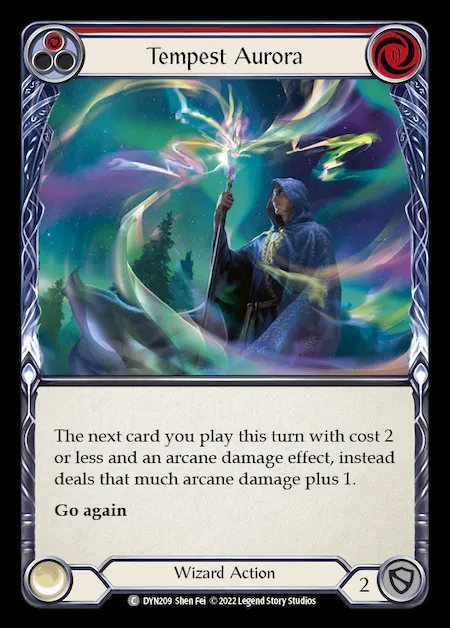 Tempest Aurora
0
The next card you play this turn with cost 2
or less and an arcane damage effect, instead
deals that much arcane damage plus 1.
Go again
Wizard Action
2
C DYN209 Shen Fei ©2022 Legend Story Studios